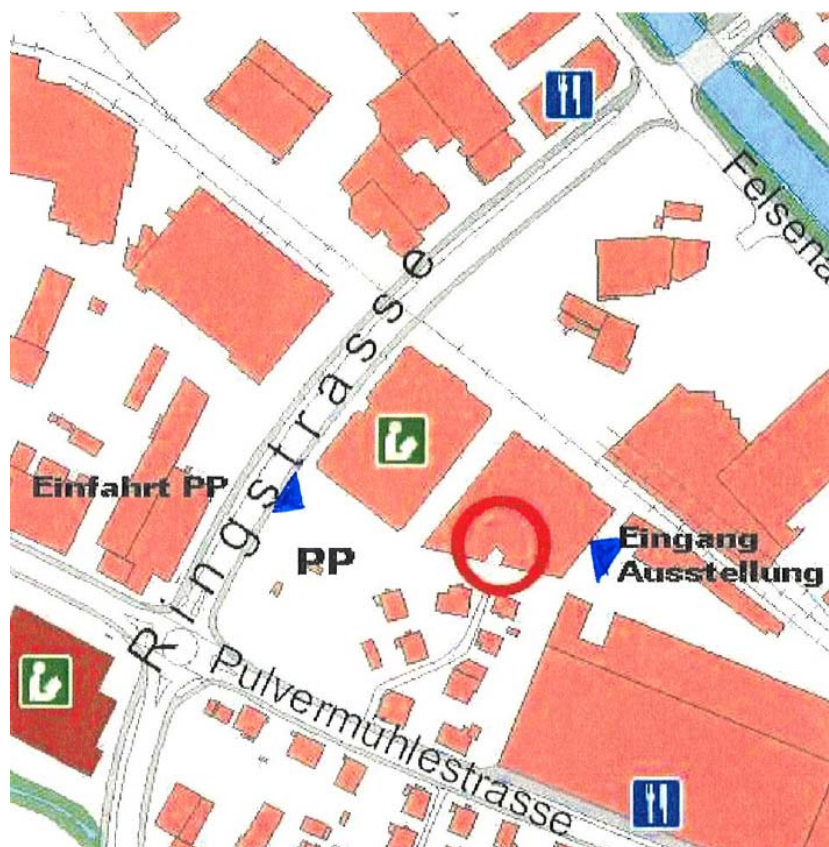 Felsena
Ringstrasse
Einfahrt PP
PP
Eingang
Ausstellung
Pulvermühlestrasse